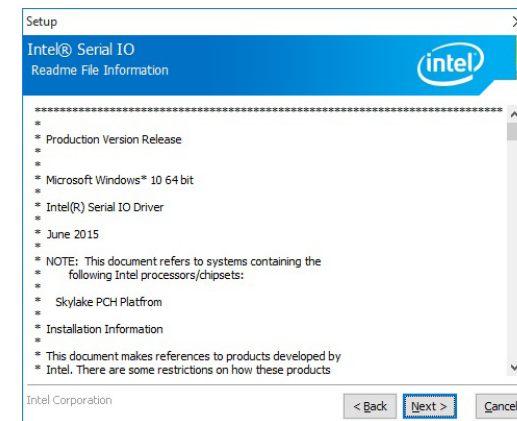 Setup
Intel® Serial IO
Readme File Information
intel
*******************************************************************************
*
* Production Version Release
*
*
* Microsoft Windows* 10 64 bit
*
* Intel(R) Serial IO Driver
*
* June 2015
*
* NOTE: This document refers to systems containing the
* following Intel processors/chipsets:
*
* Skylake PCH Platfrom
*
* Installation Information
*
* This document makes references to products developed by
* Intel. There are some restrictions on how these products
Intel Corporation
< Back Next > Cancel